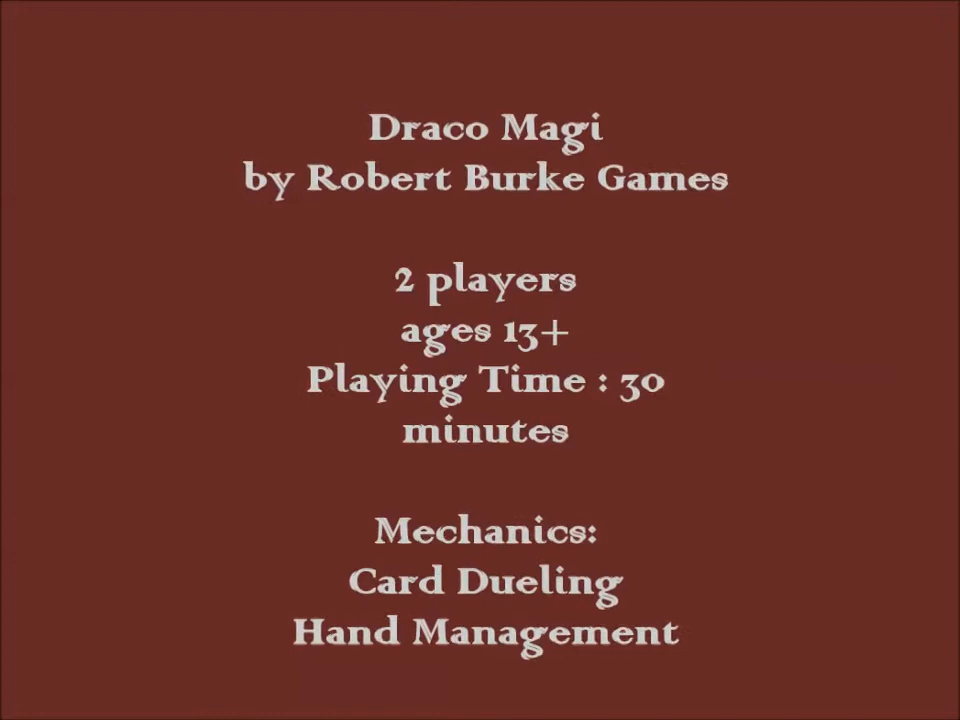 Draco Magi
by Robert Burke Games
2 players
ages 13+
Playing Time : 30
minutes
Mechanics:
Card Dueling
Hand Management